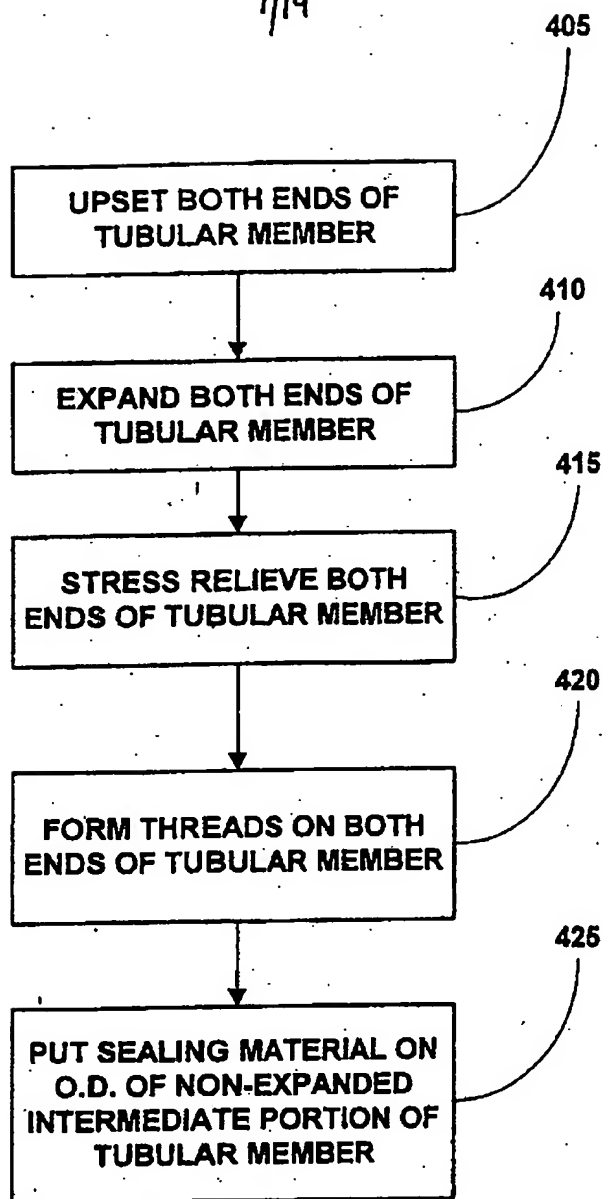 7/19
405
UPSET BOTH ENDS OF
TUBULAR MEMBER
410
EXPAND BOTH ENDS OF
TUBULAR MEMBER
415
STRESS RELIEVE BOTH
ENDS OF TUBULAR MEMBER
420
FORM THREADS ON BOTH
ENDS OF TUBULAR MEMBER
425
PUT SEALING MATERIAL ON
O.D. OF NON-EXPANDED
INTERMEDIATE PORTION OF
TUBULAR MEMBER